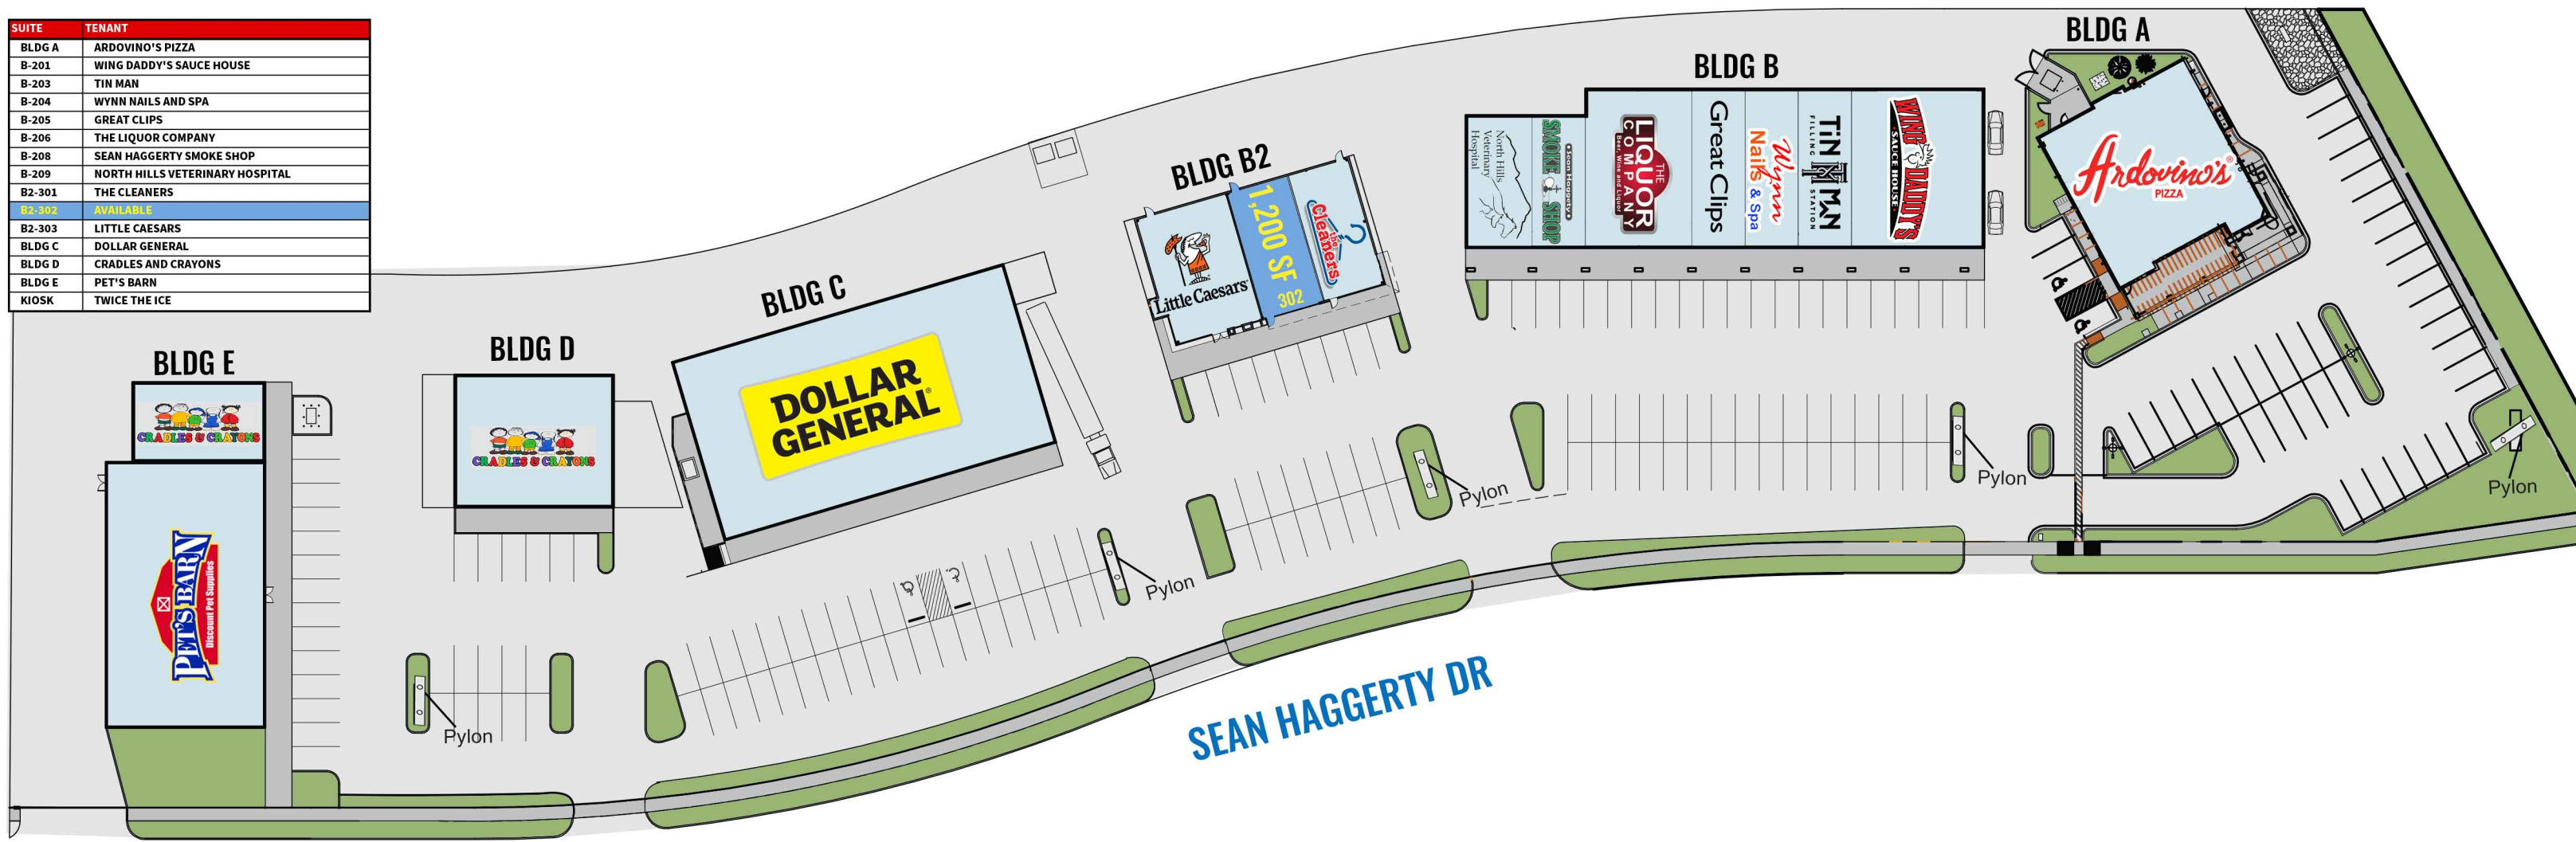 SUITE TENANT
BLDG A ARDOVINO'S PIZZA
B-201 WING DADDY'S SAUCE HOUSE
B-203 TIN MAN
B-204 WYNN NAILS AND SPA
B-205 GREAT CLIPS
B-206 THE LIQUOR COMPANY
B-208 SEAN HAGGERTY SMOKE SHOP
B-209 NORTH HILLS VETERINARY HOSPITAL
B2-301 THE CLEANERS
B2-302 AVAILABLE
B2-303 LITTLE CAESARS
BLDG C DOLLAR GENERAL
BLDG D CRADLES AND CRAYONS
BLDG E PET'S BARN
KIOSK TWICE THE ICE
BLDG E
CRADLES & CRAYONS
PET'S BARN
Discount Pet Supplies
BLDG D
CRADLES & CRAYONS
Pylon
BLDG C
DOLLAR
GENERAL®
Pylon
BLDG B2
Little Caesars
1,200 SF
302
the
Cleaners
Pylon
BLDG B
North Hills
Veterinary
Hospital
Sean Haggerty
SMOKE SHOP
THE
LIQUOR
COMPANY
Beer, Wine and Liquor
Great Clips
Wynn
Nails & Spa
TIN MAN
FILLING STATION
WING DADDY'S
SAUCE HOUSE
Pylon
BLDG A
Ardovino's®
PIZZA
Pylon
SEAN HAGGERTY DR